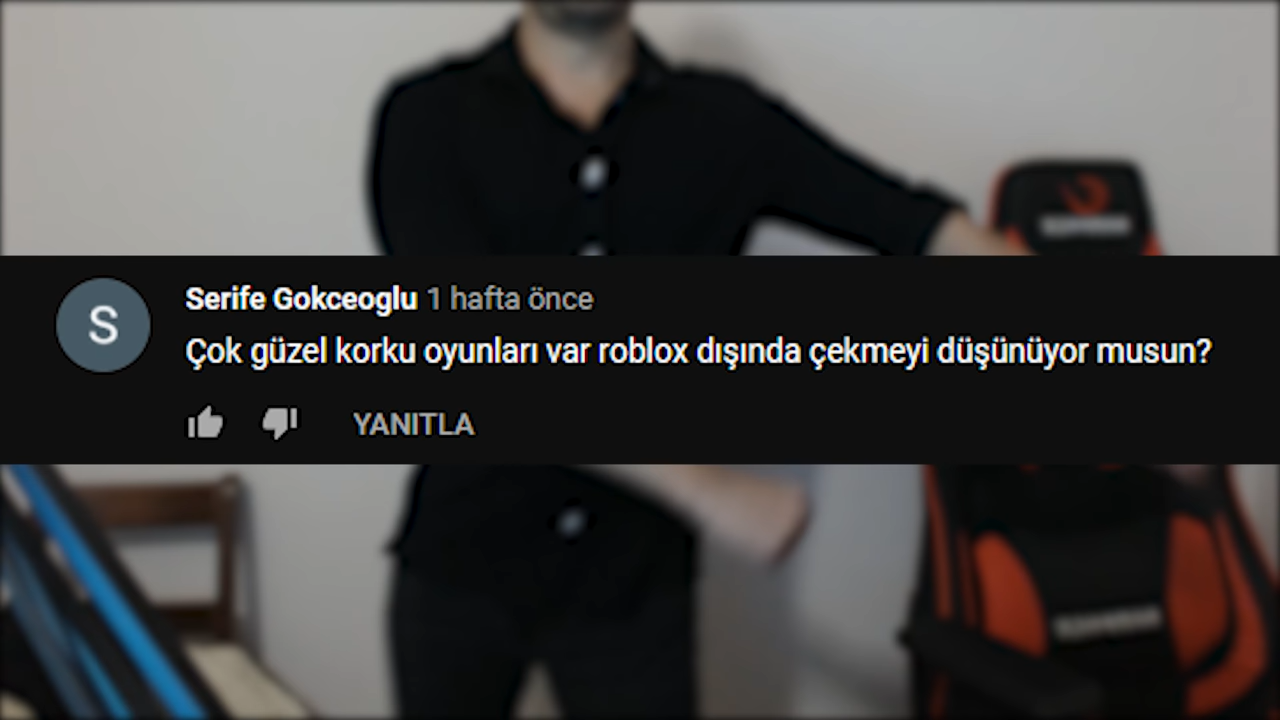 S
Serife Gokceoglu 1 hafta önce
Çok güzel korku oyunları var roblox dışında çekmeyi düşünüyor musun?
YANITLA